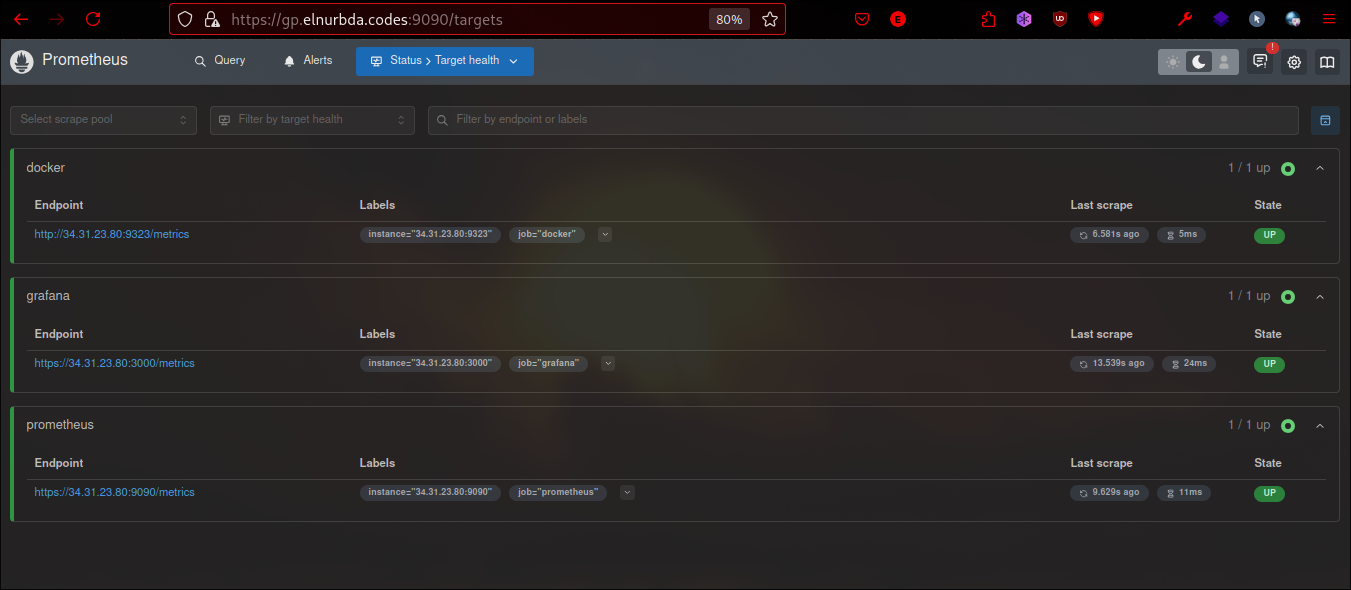 https://gp.elnurbda.codes:9090/targets 80%
Prometheus Query Alerts Status > Target health
Select scrape pool Filter by target health Filter by endpoint or labels
docker 1 / 1 up
Endpoint Labels Last scrape State
http://34.31.23.80:9323/metrics instance="34.31.23.80:9323" job="docker" 6.581s ago 5ms UP
grafana 1 / 1 up
Endpoint Labels Last scrape State
https://34.31.23.80:3000/metrics instance="34.31.23.80:3000" job="grafana" 13.539s ago 24ms UP
prometheus 1 / 1 up
Endpoint Labels Last scrape State
https://34.31.23.80:9090/metrics instance="34.31.23.80:9090" job="prometheus" 9.629s ago 11ms UP